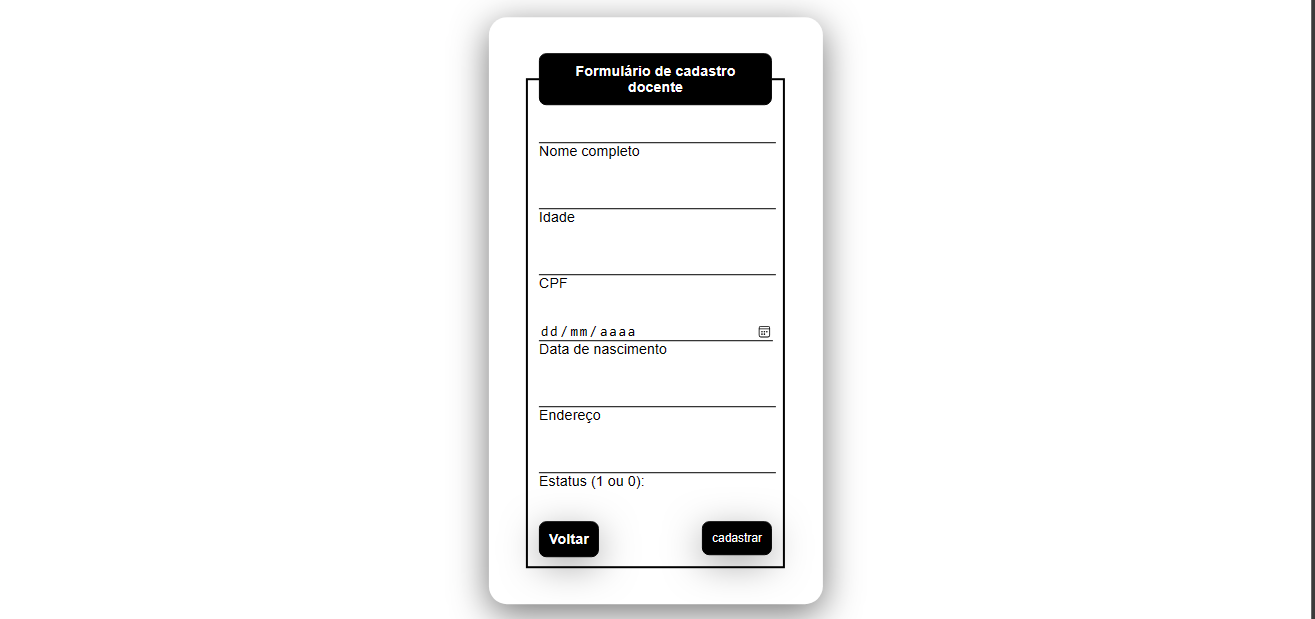 Formulário de cadastro
docente
Nome completo
Idade
CPF
dd/mm/aaaa
Data de nascimento
Endereço
Estatus (1 ou 0):
Voltar
cadastrar